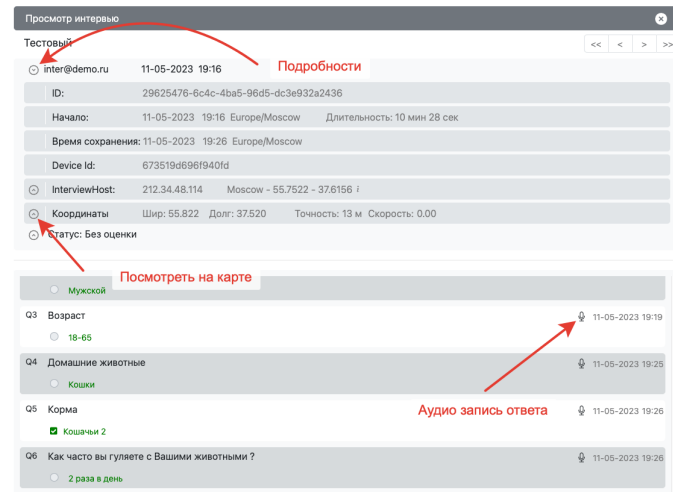 Просмотр интервью
Тестовый << < > >>
inter@demo.ru 11-05-2023 19:16 Подробности
ID: 29625476-6c4c-4ba5-96d5-dc3e932a2436
Начало: 11-05-2023 19:16 Europe/Moscow Длительность: 10 мин 28 сек
Время сохранения: 11-05-2023 19:26 Europe/Moscow
Device Id: 673519d696f940fd
InterviewHost: 212.34.48.114 Moscow - 55.7522 - 37.6156 i
Координаты Шир: 55.822 Долг: 37.520 Точность: 13 м Скорость: 0.00
Статус: Без оценки
Посмотреть на карте
Мужской
Q3 Возраст 11-05-2023 19:19
18-65
Q4 Домашние животные 11-05-2023 19:25
Кошки
Q5 Корма Аудио запись ответа 11-05-2023 19:26
Кошачьи 2
Q6 Как часто вы гуляете с Вашими животными ? 11-05-2023 19:26
2 раза в день